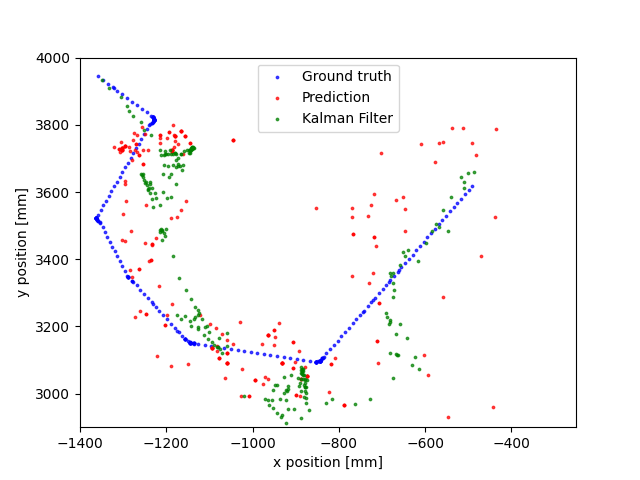 Ground truth
Prediction
Kalman Filter
4000
3800
3600
3400
3200
3000
y position [mm]
−1400 −1200 −1000 −800 −600 −400
x position [mm]